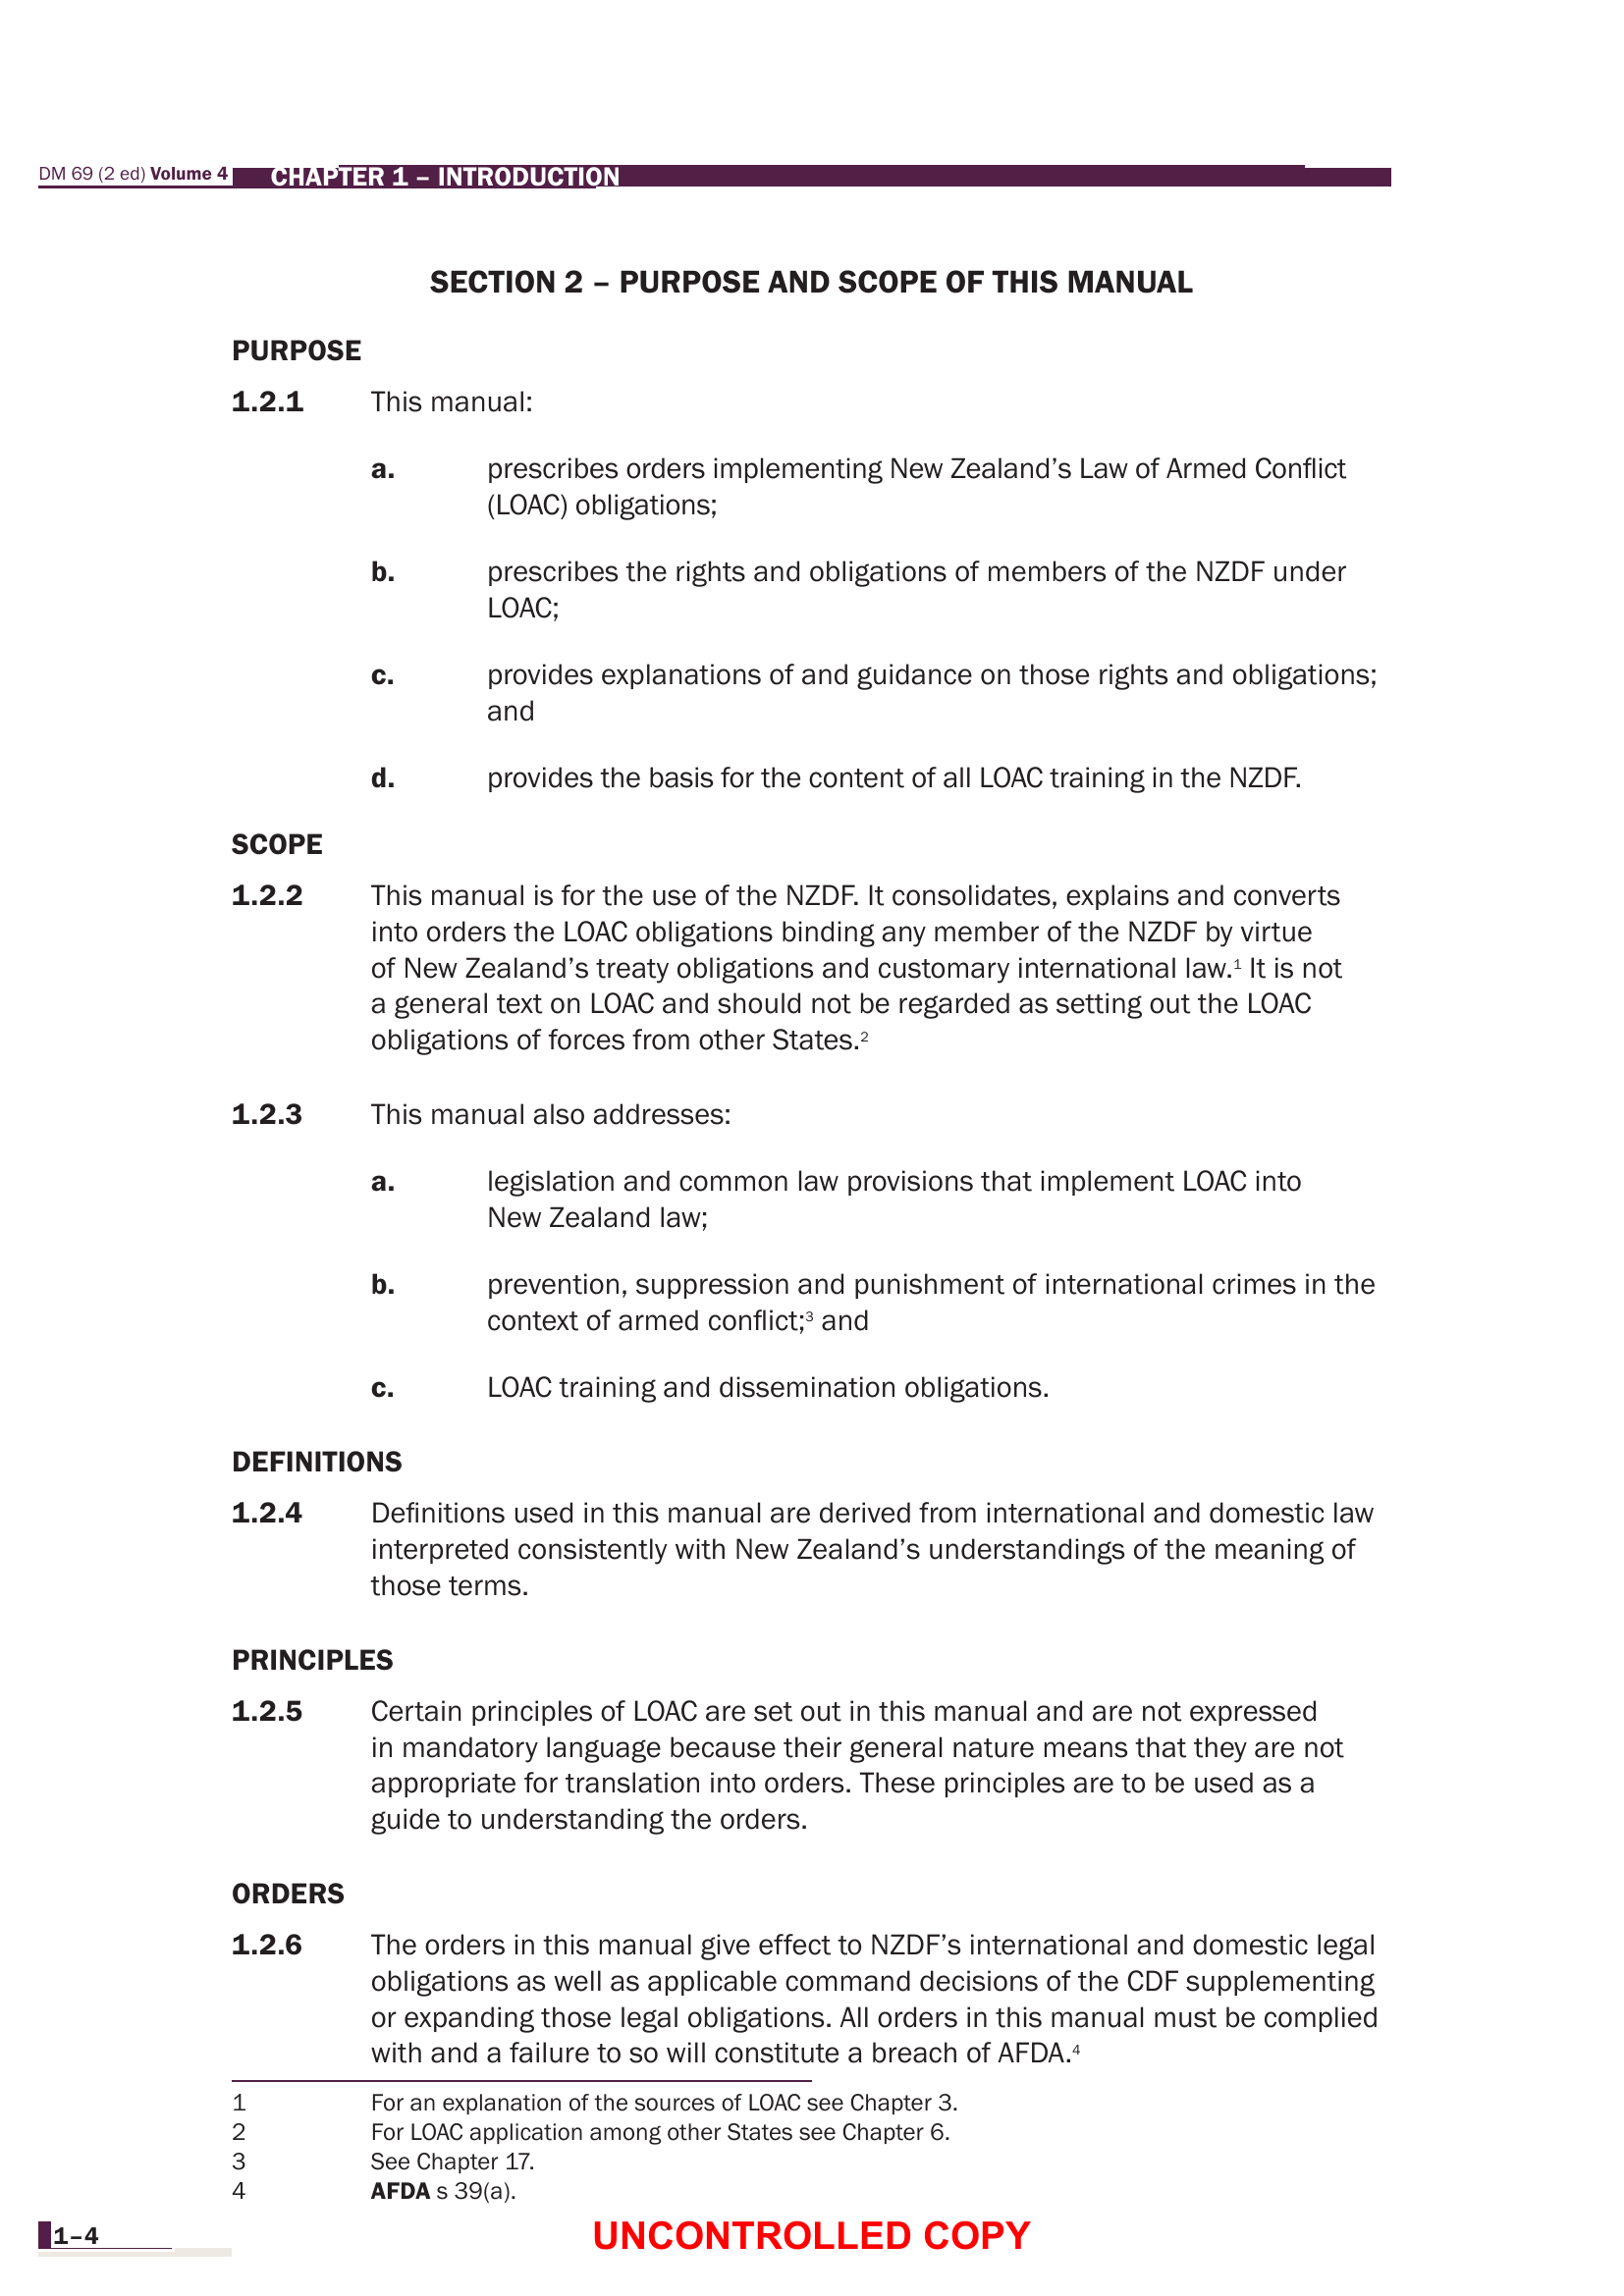 DM 69 (2 ed) Volume 4 CHAPTER 1 – INTRODUCTION
SECTION 2 – PURPOSE AND SCOPE OF THIS MANUAL
PURPOSE
1.2.1 This manual:
a. prescribes orders implementing New Zealand’s Law of Armed Conflict
(LOAC) obligations;
b. prescribes the rights and obligations of members of the NZDF under
LOAC;
c. provides explanations of and guidance on those rights and obligations;
and
d. provides the basis for the content of all LOAC training in the NZDF.
SCOPE
1.2.2 This manual is for the use of the NZDF. It consolidates, explains and converts
into orders the LOAC obligations binding any member of the NZDF by virtue
of New Zealand’s treaty obligations and customary international law.1 It is not
a general text on LOAC and should not be regarded as setting out the LOAC
obligations of forces from other States.2
1.2.3 This manual also addresses:
a. legislation and common law provisions that implement LOAC into
New Zealand law;
b. prevention, suppression and punishment of international crimes in the
context of armed conflict;3 and
c. LOAC training and dissemination obligations.
DEFINITIONS
1.2.4 Definitions used in this manual are derived from international and domestic law
interpreted consistently with New Zealand’s understandings of the meaning of
those terms.
PRINCIPLES
1.2.5 Certain principles of LOAC are set out in this manual and are not expressed
in mandatory language because their general nature means that they are not
appropriate for translation into orders. These principles are to be used as a
guide to understanding the orders.
ORDERS
1.2.6 The orders in this manual give effect to NZDF’s international and domestic legal
obligations as well as applicable command decisions of the CDF supplementing
or expanding those legal obligations. All orders in this manual must be complied
with and a failure to so will constitute a breach of AFDA.4
1 For an explanation of the sources of LOAC see Chapter 3.
2 For LOAC application among other States see Chapter 6.
3 See Chapter 17.
4 AFDA s 39(a).
1–4 UNCONTROLLED COPY